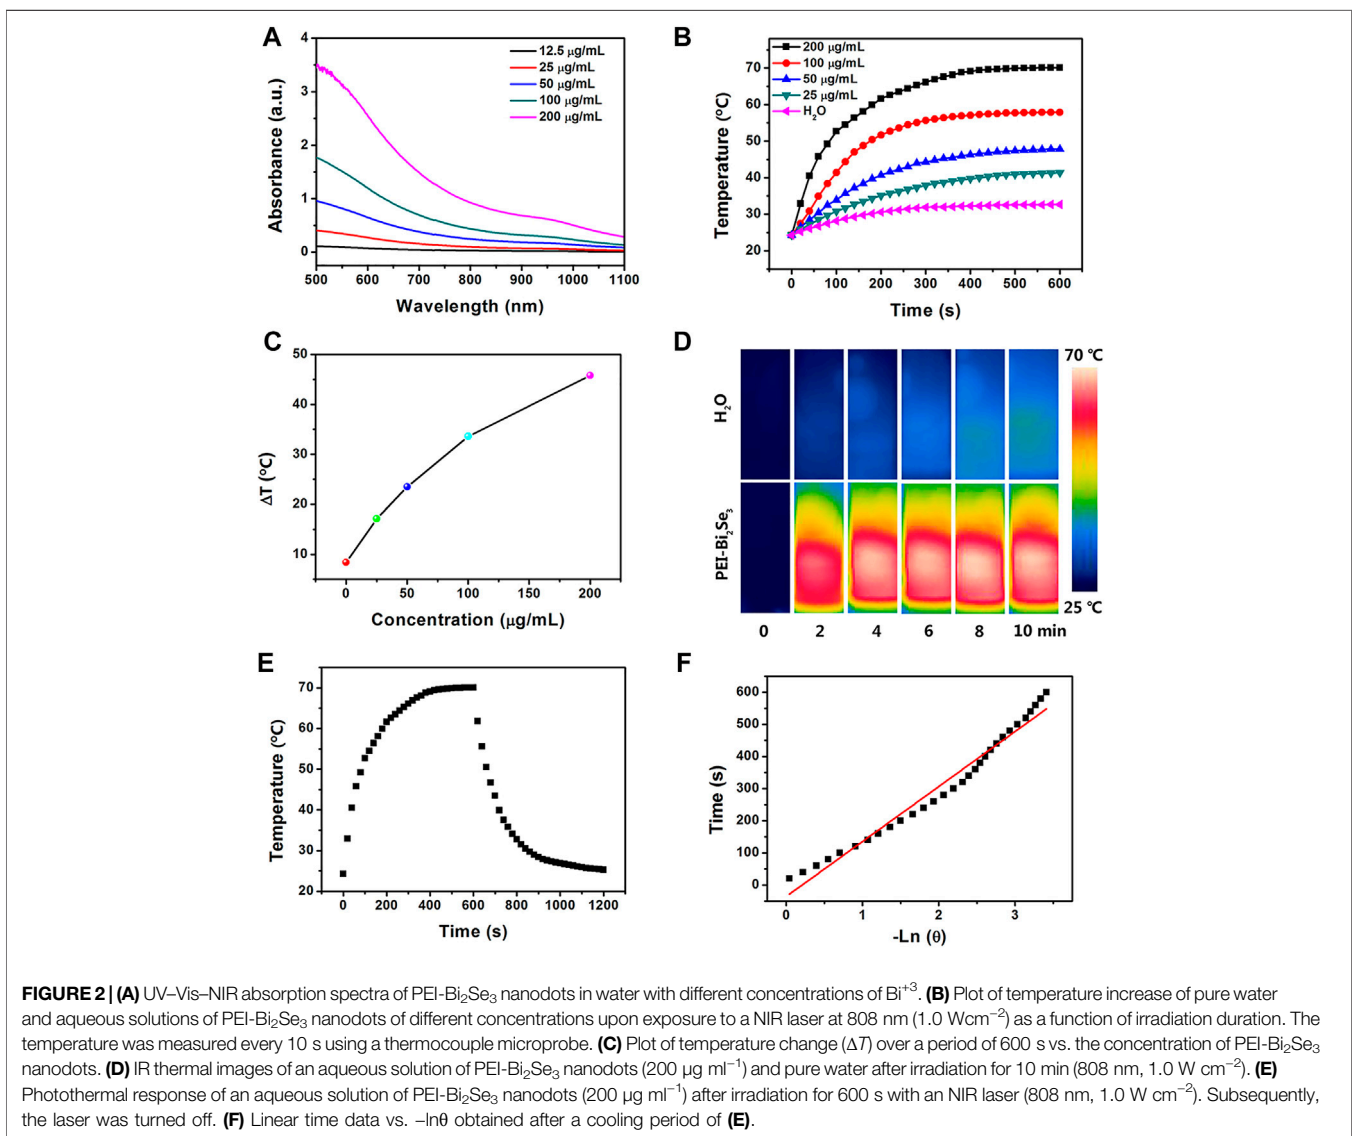 A
Absorbance (a.u.)
4
3
2
1
0
12.5 µg/mL
25 µg/mL
50 µg/mL
100 µg/mL
200 µg/mL
500 600 700 800 900 1000 1100
Wavelength (nm)
B
Temperature (°C)
70
60
50
40
30
20
200 µg/mL
100 µg/mL
50 µg/mL
25 µg/mL
H₂O
0 100 200 300 400 500 600
Time (s)
C
ΔT (°C)
50
40
30
20
10
0 50 100 150 200
Concentration (µg/mL)
D
H₂O
PEI-Bi₂Se₃
70 ℃
25 ℃
0 2 4 6 8 10 min
E
Temperature (°C)
70
60
50
40
30
20
0 200 400 600 800 1000 1200
Time (s)
F
Time (s)
600
500
400
300
200
100
0
0 1 2 3
-Ln (θ)
FIGURE 2 | (A) UV–Vis–NIR absorption spectra of PEI-Bi₂Se₃ nanodots in water with different concentrations of Bi⁺³. (B) Plot of temperature increase of pure water
and aqueous solutions of PEI-Bi₂Se₃ nanodots of different concentrations upon exposure to a NIR laser at 808 nm (1.0 Wcm⁻²) as a function of irradiation duration. The
temperature was measured every 10 s using a thermocouple microprobe. (C) Plot of temperature change (ΔT) over a period of 600 s vs. the concentration of PEI-Bi₂Se₃
nanodots. (D) IR thermal images of an aqueous solution of PEI-Bi₂Se₃ nanodots (200 µg ml⁻¹) and pure water after irradiation for 10 min (808 nm, 1.0 W cm⁻²). (E)
Photothermal response of an aqueous solution of PEI-Bi₂Se₃ nanodots (200 µg ml⁻¹) after irradiation for 600 s with an NIR laser (808 nm, 1.0 W cm⁻²). Subsequently,
the laser was turned off. (F) Linear time data vs. –lnθ obtained after a cooling period of (E).